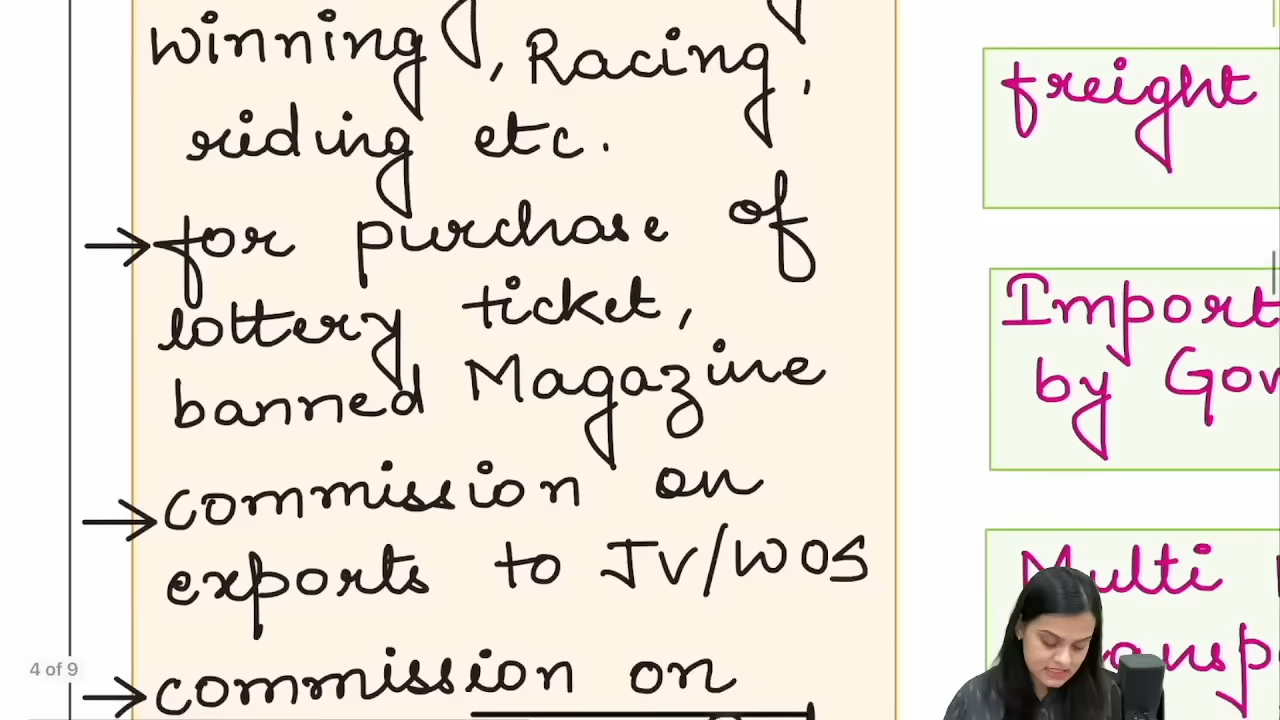 winning, Racing,
riding etc.
→ for purchase of
lottery ticket,
banned Magazine
→ commission on
exports to JV/WOS
→ commission on
freight
Import
by Gov
Multi
4 of 9